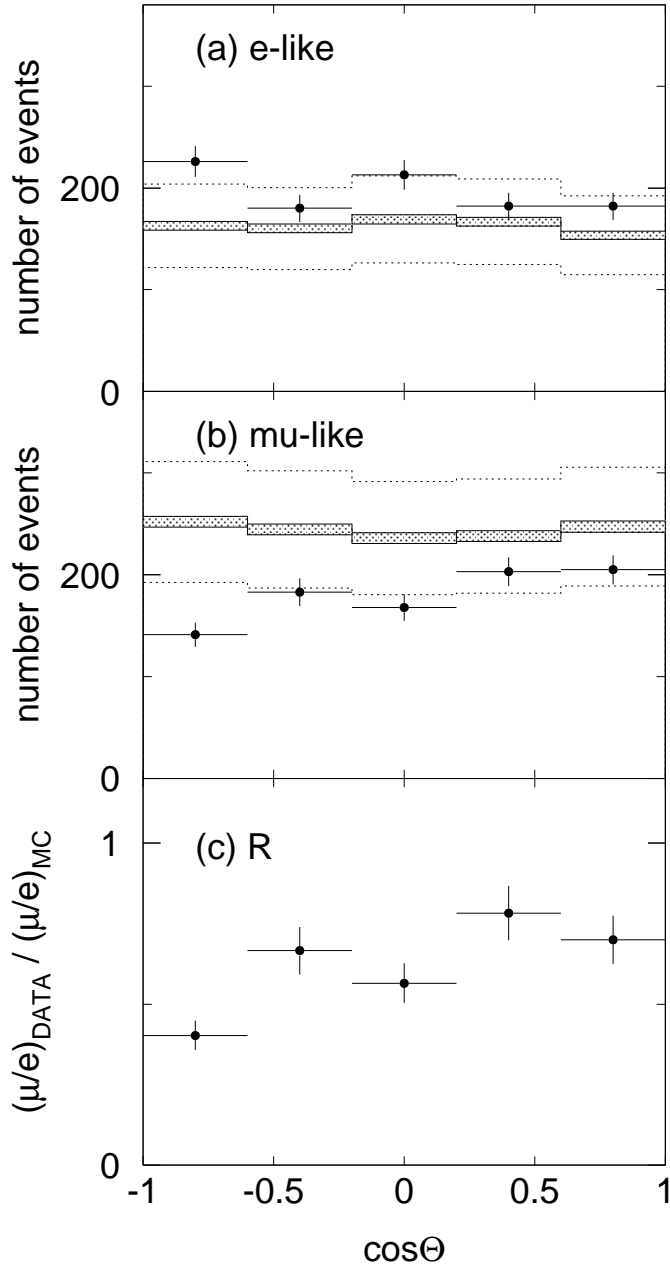 (a) e-like
number of events
200
0
(b) mu-like
number of events
200
0
(c) R
(μ/e)DATA / (μ/e)MC
1
0
-1 -0.5 0 0.5 1
cosΘ